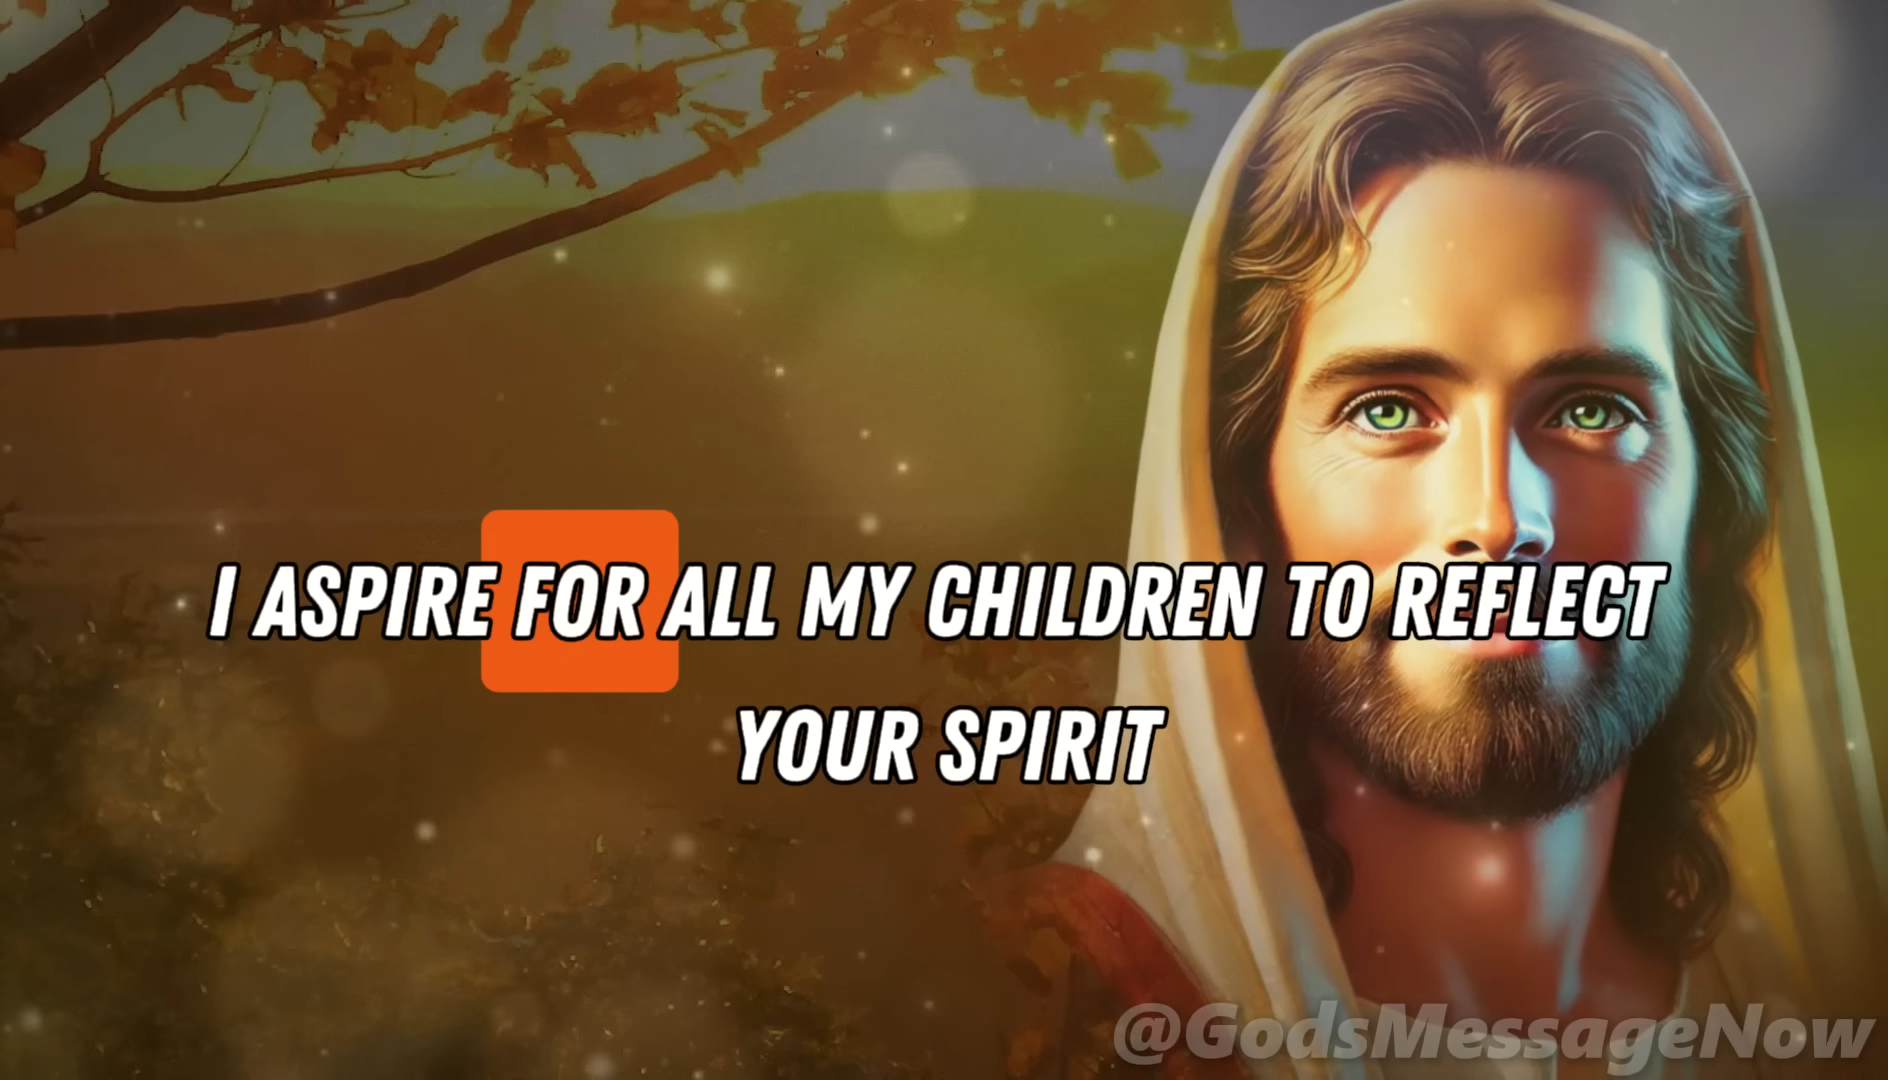 I ASPIRE FOR ALL MY CHILDREN TO REFLECT
YOUR SPIRIT
@GodsMessageNow